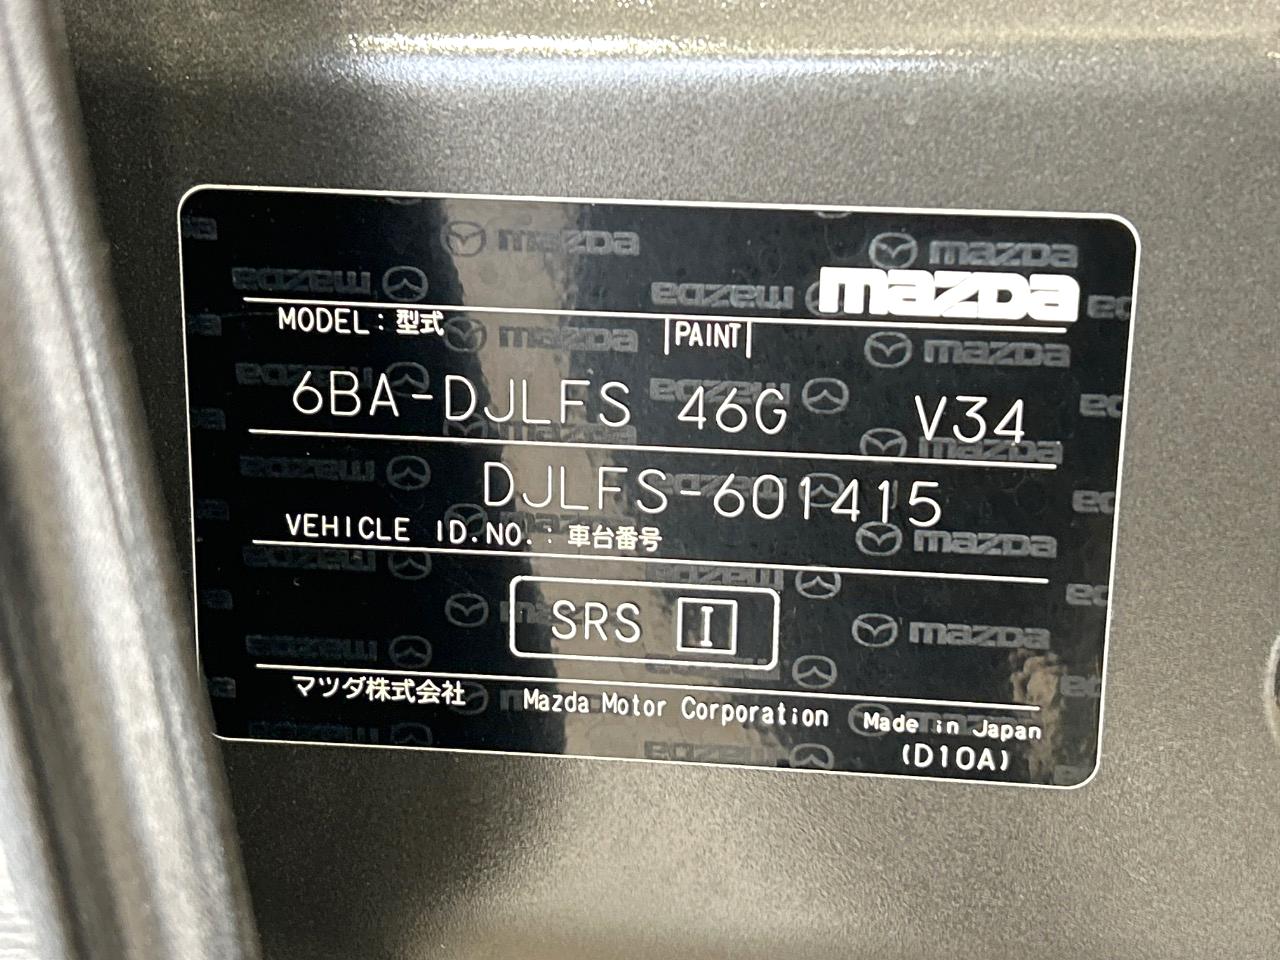 mazda
MODEL：型式 PAINT
6BA-DJLFS 46G V34
DJLFS-601415
VEHICLE ID.NO.：車台番号
SRS I
マツダ株式会社 Mazda Motor Corporation Made in Japan
(D10A)